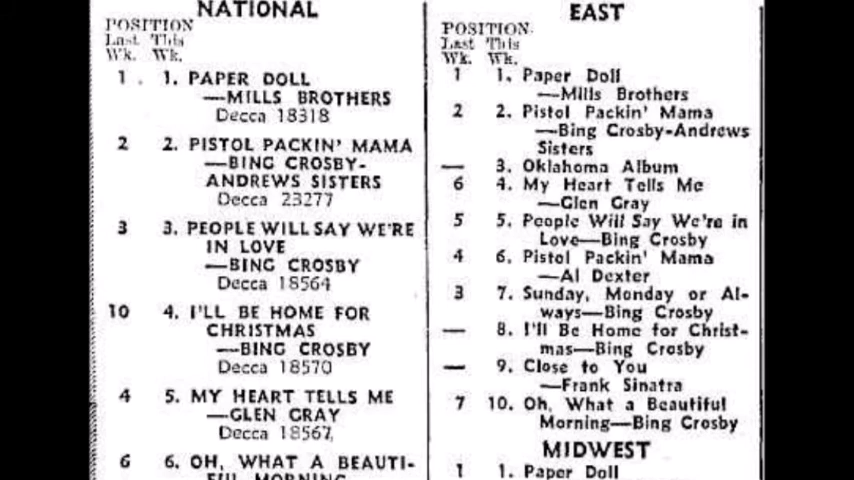 NATIONAL
POSITION
Last This
Wk. Wk.
1 . 1. PAPER DOLL
—MILLS BROTHERS
Decca 18318
2 2. PISTOL PACKIN' MAMA
—BING CROSBY-
ANDREWS SISTERS
Decca 23277
3 3. PEOPLE WILL SAY WE'RE
IN LOVE
—BING CROSBY
Decca 18564
10 4. I'LL BE HOME FOR
CHRISTMAS
—BING CROSBY
Decca 18570
4 5. MY HEART TELLS ME
—GLEN GRAY
Decca 18567
6 6. OH, WHAT A BEAUTI-
FUL MORNING
EAST
POSITION
Last This
Wk. Wk.
1 1. Paper Doll
—Mills Brothers
2 2. Pistol Packin' Mama
—Bing Crosby-Andrews
Sisters
— 3. Oklahoma Album
6 4. My Heart Tells Me
—Glen Gray
5 5. People Will Say We're in
Love—Bing Crosby
4 6. Pistol Packin' Mama
—Al Dexter
3 7. Sunday, Monday or Al-
ways—Bing Crosby
— 8. I'll Be Home for Christ-
mas—Bing Crosby
— 9. Close to You
—Frank Sinatra
7 10. Oh, What a Beautiful
Morning—Bing Crosby
MIDWEST
1 1. Paper Doll